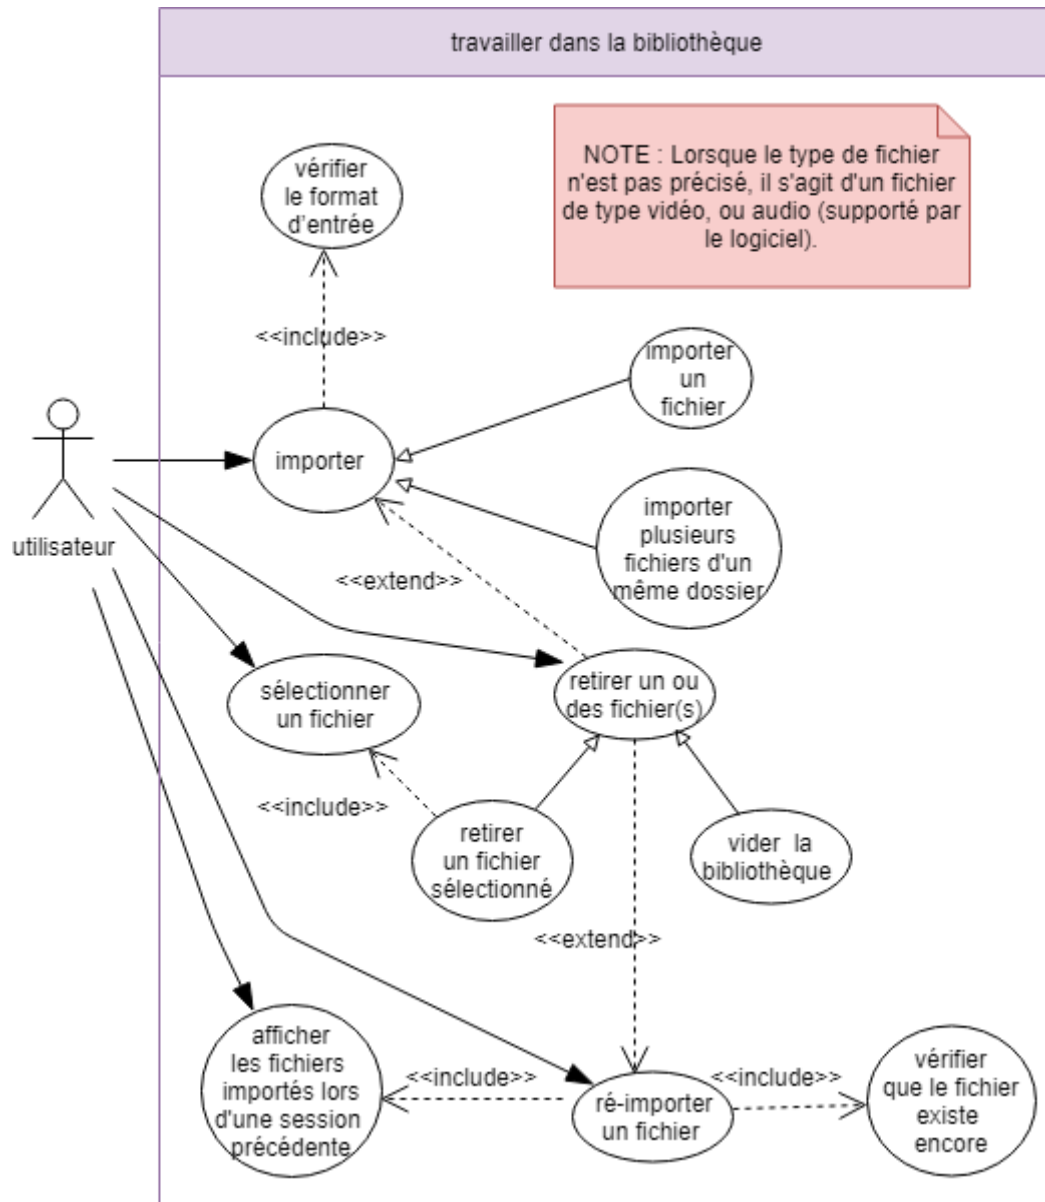 travailler dans la bibliothèque
NOTE : Lorsque le type de fichier
n'est pas précisé, il s'agit d'un fichier
de type vidéo, ou audio (supporté par
le logiciel).
vérifier
le format
d'entrée
<<include>>
importer
un
fichier
importer
utilisateur
importer
plusieurs
fichiers d'un
même dossier
<<extend>>
sélectionner
un fichier
retirer un ou
des fichier(s)
<<include>>
retirer
un fichier
sélectionné
vider la
bibliothèque
<<extend>>
afficher
les fichiers
importés lors
d'une session
précédente
<<include>>
ré-importer
un fichier
<<include>>
vérifier
que le fichier
existe
encore